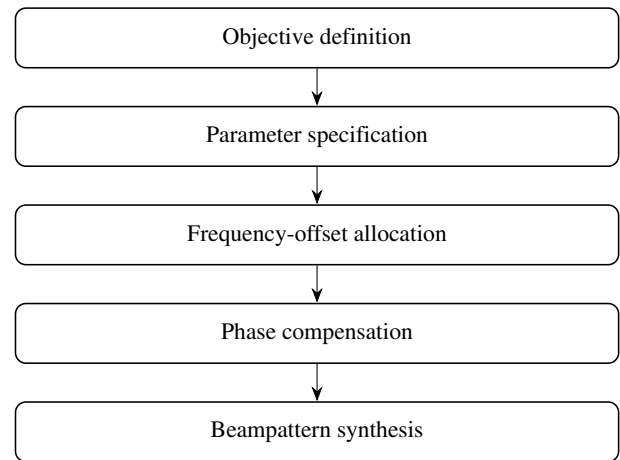 Objective definition
Parameter specification
Frequency-offset allocation
Phase compensation
Beampattern synthesis